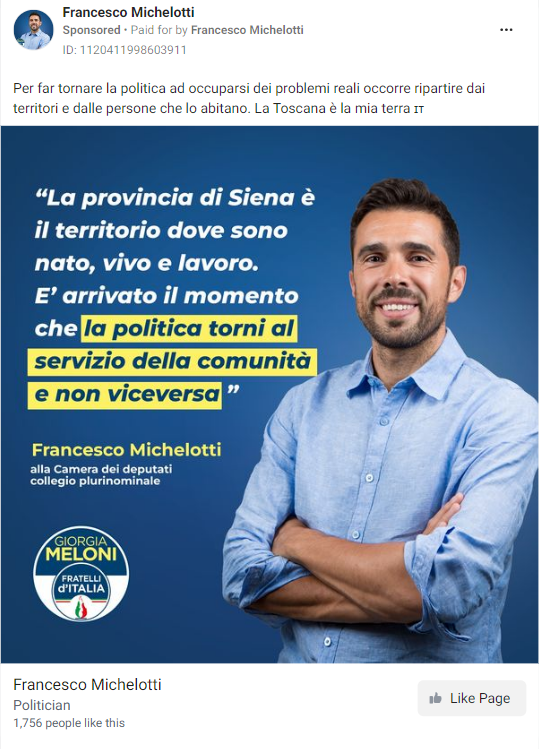 Francesco Michelotti
Sponsored • Paid for by Francesco Michelotti
ID: 1120411998603911
Per far tornare la politica ad occuparsi dei problemi reali occorre ripartire dai
territori e dalle persone che lo abitano. La Toscana è la mia terra IT
“La provincia di Siena è
il territorio dove sono
nato, vivo e lavoro.
E’ arrivato il momento
che la politica torni al
servizio della comunità
e non viceversa ”
Francesco Michelotti
alla Camera dei deputati
collegio plurinominale
GIORGIA
MELONI
FRATELLI
d'ITALIA
Francesco Michelotti
Politician
1,756 people like this
Like Page